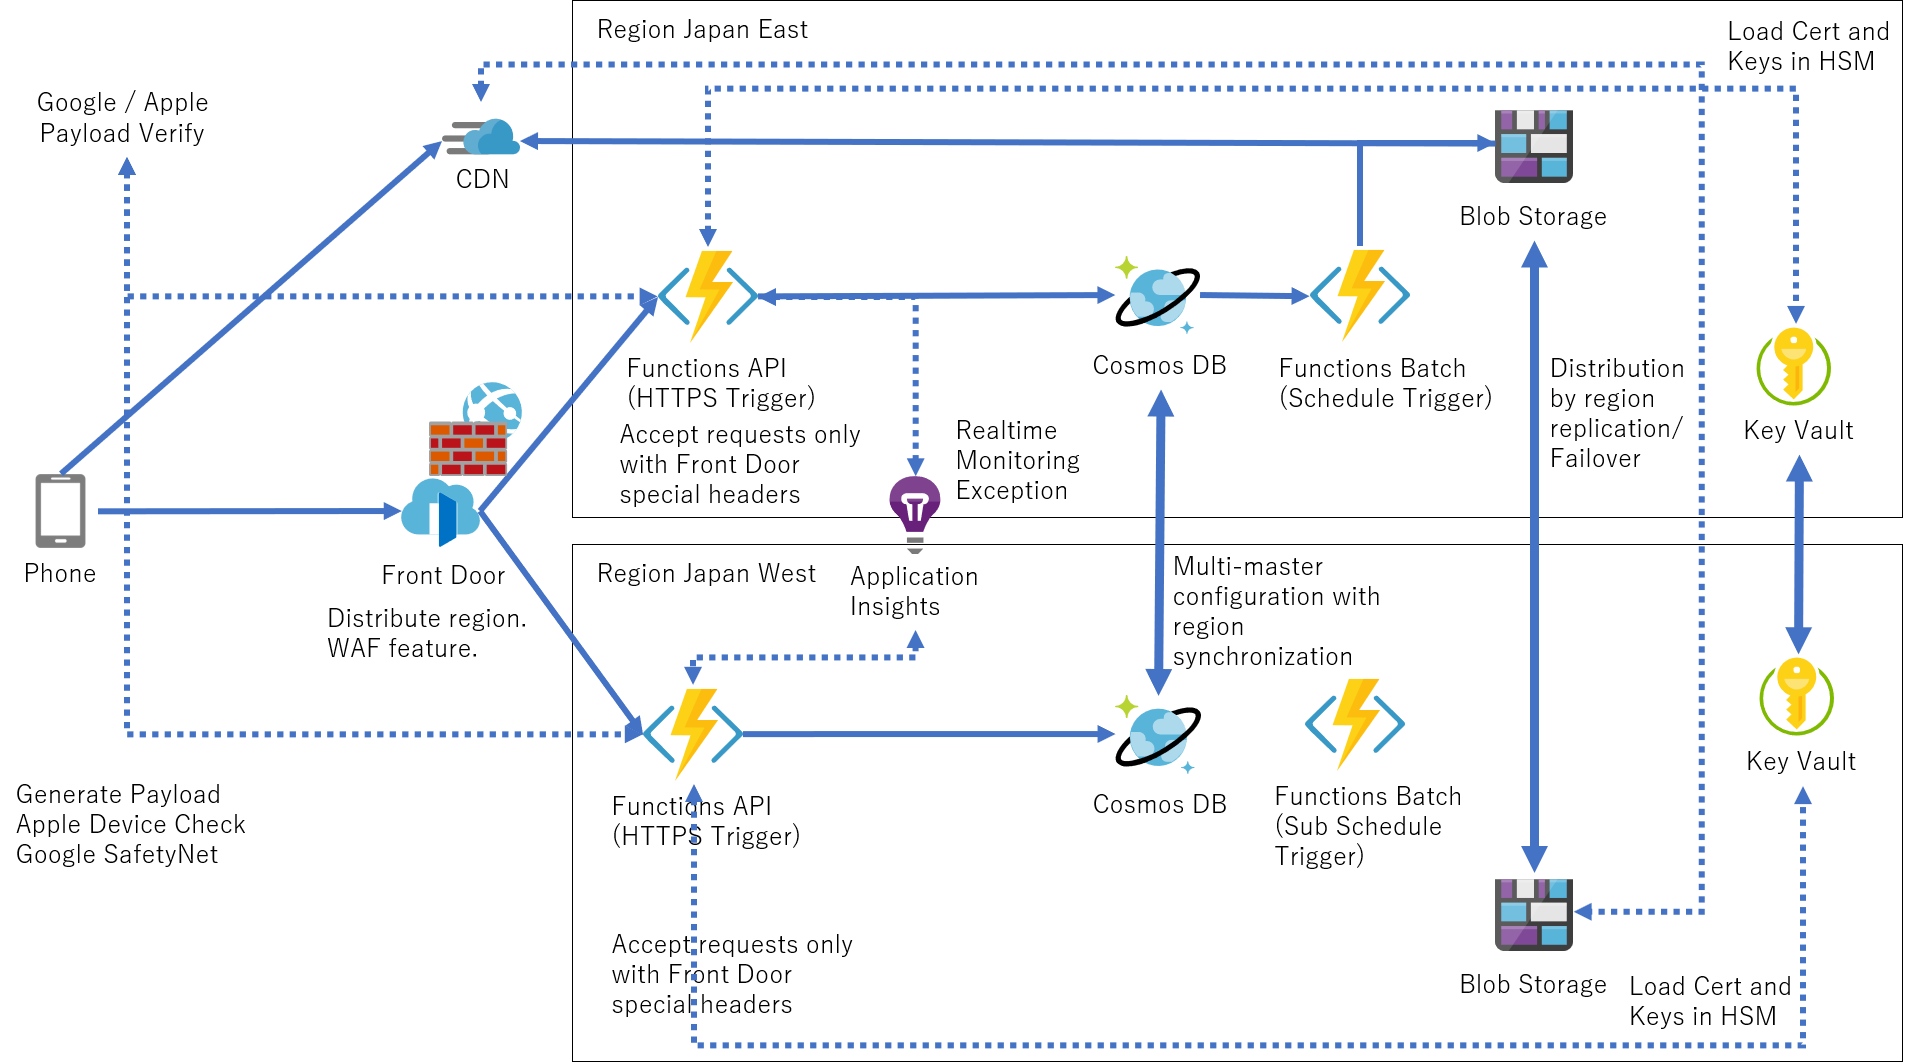 Region Japan East
Load Cert and
Keys in HSM
Google / Apple
Payload Verify
CDN
Blob Storage
Functions API
(HTTPS Trigger)
Accept requests only
with Front Door
special headers
Cosmos DB
Functions Batch
(Schedule Trigger)
Distribution
by region
replication/
Failover
Key Vault
Realtime
Monitoring
Exception
Phone
Front Door
Distribute region.
WAF feature.
Region Japan West
Application
Insights
Multi-master
configuration with
region
synchronization
Generate Payload
Apple Device Check
Google SafetyNet
Functions API
(HTTPS Trigger)
Cosmos DB
Functions Batch
(Sub Schedule
Trigger)
Key Vault
Accept requests only
with Front Door
special headers
Blob Storage
Load Cert and
Keys in HSM